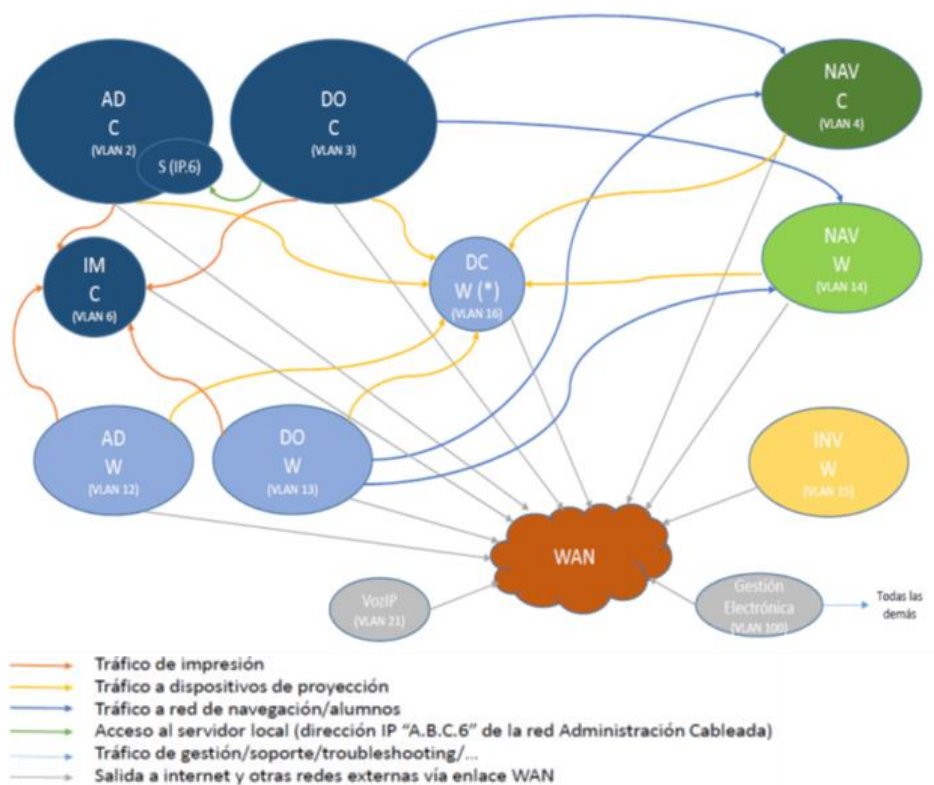 AD
C
(VLAN 2)
S (IP.6)
DO
C
(VLAN 3)
NAV
C
(VLAN 4)
IM
C
(VLAN 6)
DC
W (*)
(VLAN 16)
NAV
W
(VLAN 14)
AD
W
(VLAN 12)
DO
W
(VLAN 13)
INV
W
(VLAN 15)
WAN
VozIP
(VLAN 21)
Gestión
Electrónica
(VLAN 100)
Todas las
demás
Tráfico de impresión
Tráfico a dispositivos de proyección
Tráfico a red de navegación/alumnos
Acceso al servidor local (dirección IP "A.B.C.6" de la red Administración Cableada)
Tráfico de gestión/soporte/troubleshooting/...
Salida a internet y otras redes externas vía enlace WAN